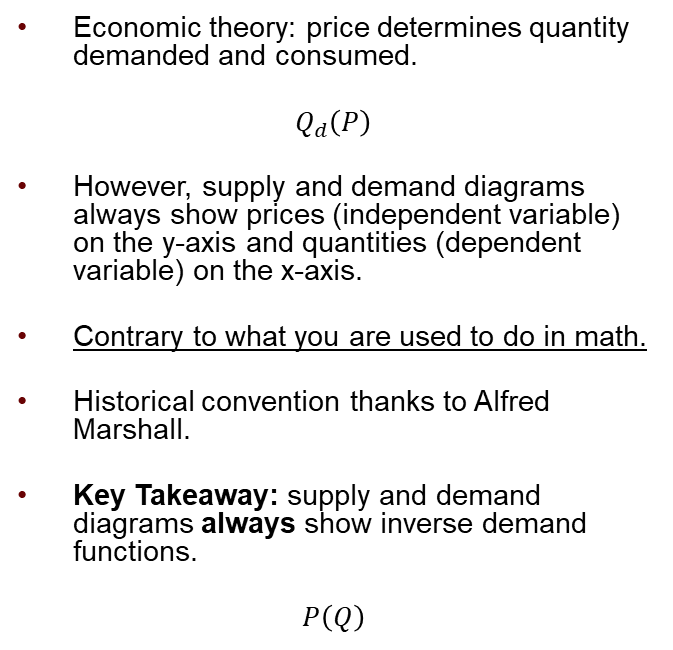 • Economic theory: price determines quantity
demanded and consumed.
Q_d(P)
• However, supply and demand diagrams
always show prices (independent variable)
on the y-axis and quantities (dependent
variable) on the x-axis.
• Contrary to what you are used to do in math.
• Historical convention thanks to Alfred
Marshall.
• Key Takeaway: supply and demand
diagrams always show inverse demand
functions.
P(Q)